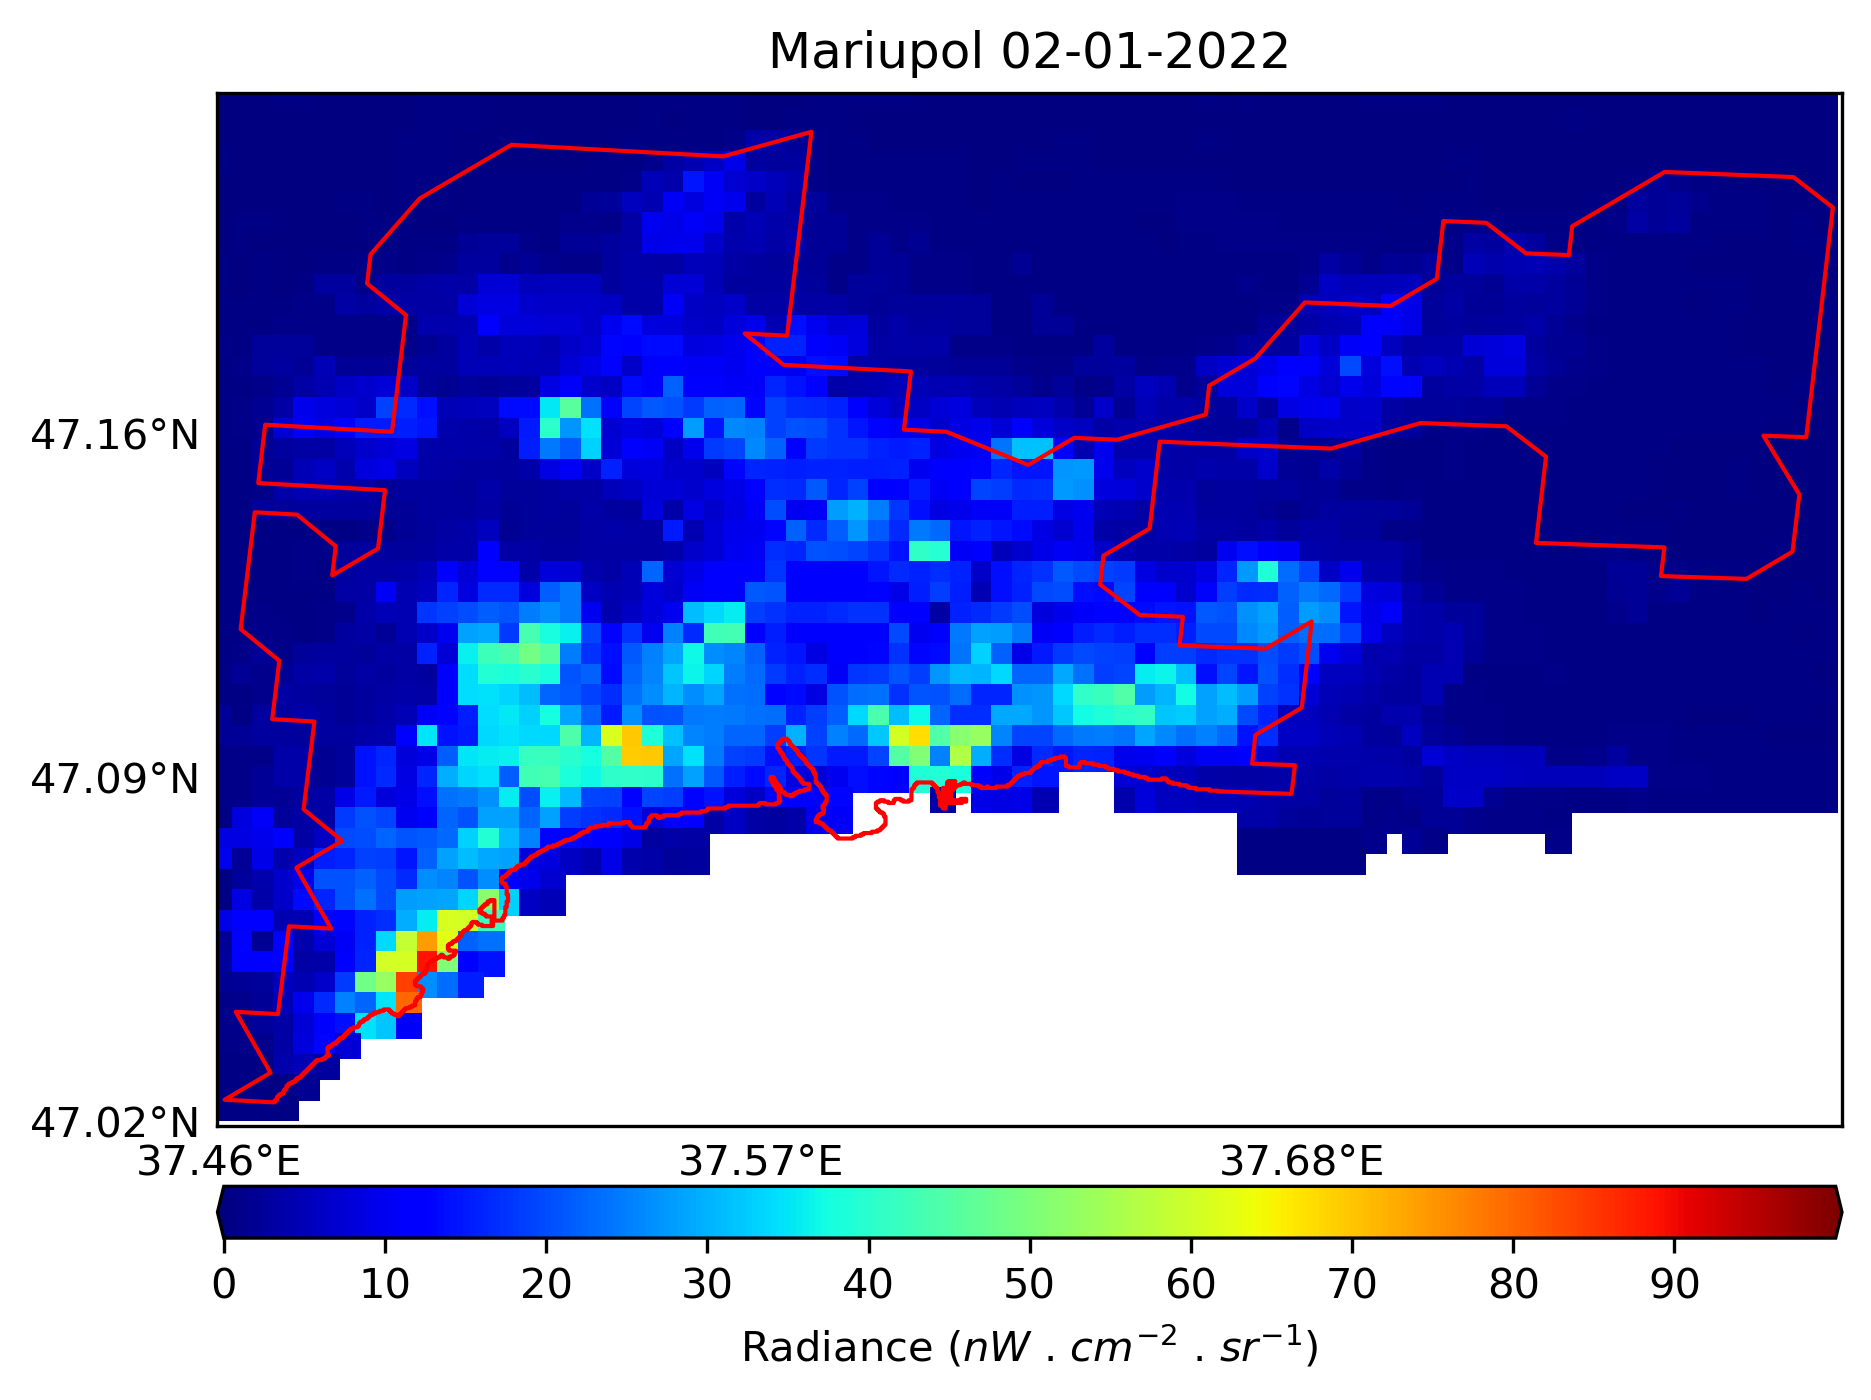 Mariupol 02-01-2022
47.16°N
47.09°N
47.02°N
37.46°E 37.57°E 37.68°E
0 10 20 30 40 50 60 70 80 90
Radiance (nW . cm⁻² . sr⁻¹)